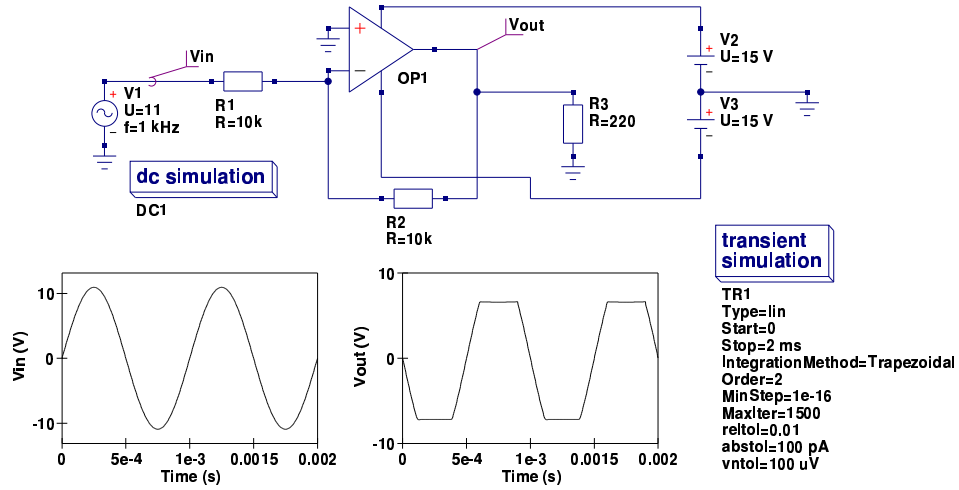 Vin
V1
U=11
f=1 kHz
R1
R=10k
+
−
OP1
Vout
R3
R=220
V2
U=15 V
V3
U=15 V
R2
R=10k
dc simulation
DC1
transient
simulation
TR1
Type=lin
Start=0
Stop=2 ms
IntegrationMethod=Trapezoidal
Order=2
MinStep=1e-16
MaxIter=1500
reltol=0.01
abstol=100 pA
vntol=100 uV
Vin (V)
10
0
-10
0 5e-4 1e-3 0.0015 0.002
Time (s)
Vout (V)
10
0
-10
0 5e-4 1e-3 0.0015 0.002
Time (s)